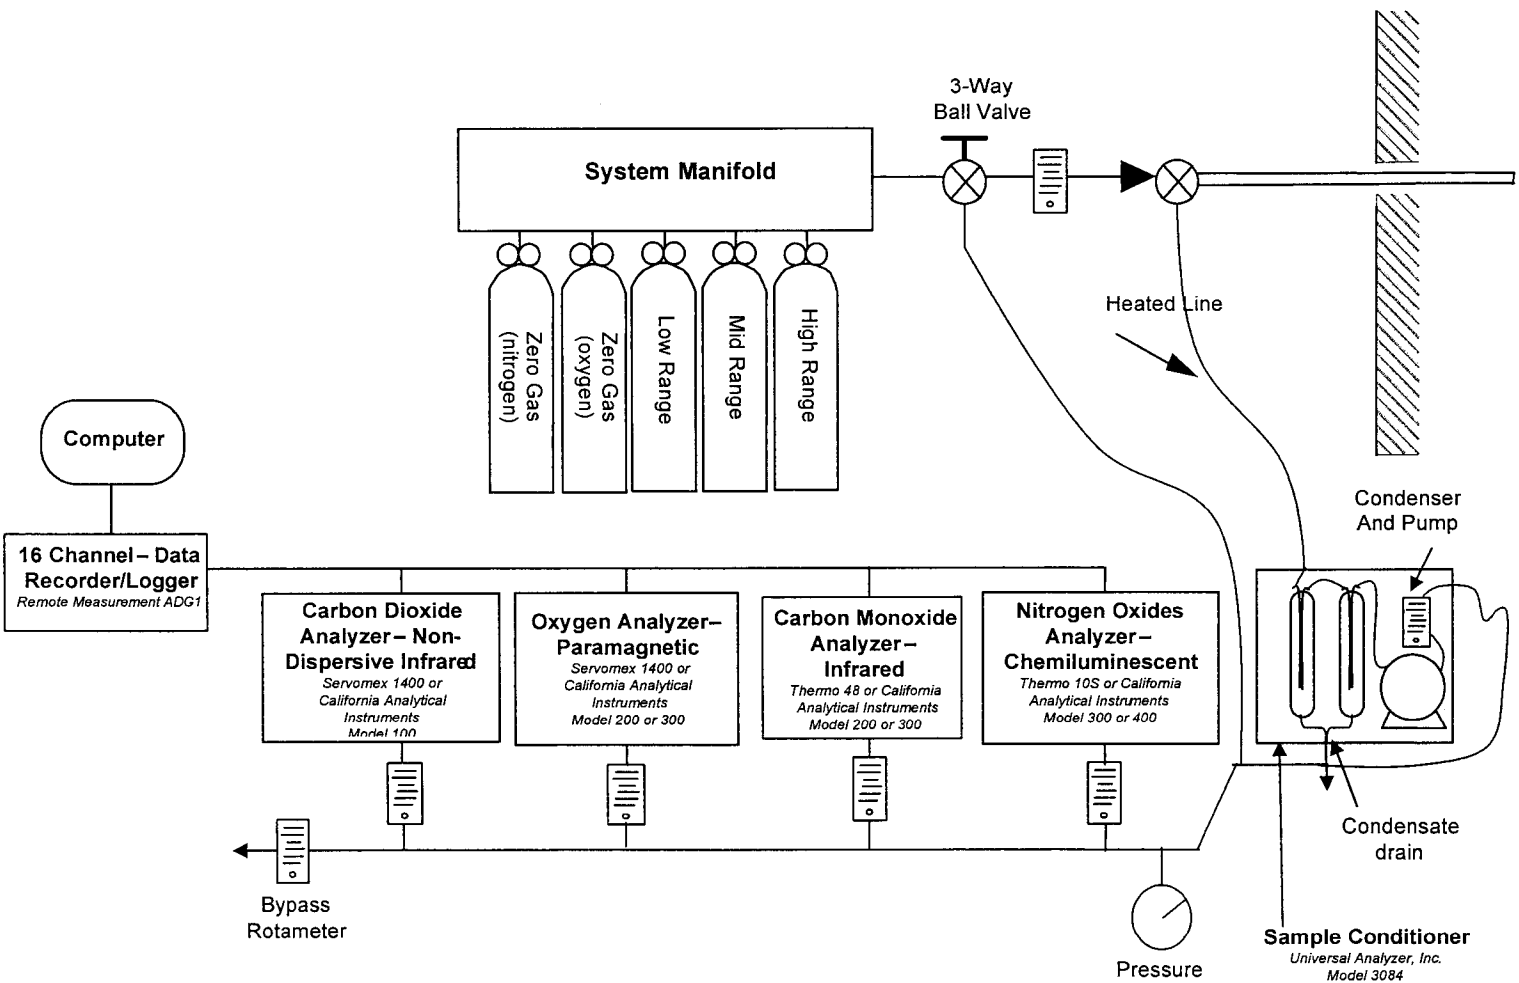 3-Way
Ball Valve
System Manifold
Heated Line
Zero Gas
(nitrogen)
Zero Gas
(oxygen)
Low Range
Mid Range
High Range
Computer
Condenser
And Pump
16 Channel – Data
Recorder/Logger
Remote Measurement ADG1
Carbon Dioxide
Analyzer – Non-
Dispersive Infrared
Servomex 1400 or
California Analytical
Instruments
Model 100
Oxygen Analyzer–
Paramagnetic
Servomex 1400 or
California Analytical
Instruments
Model 200 or 300
Carbon Monoxide
Analyzer –
Infrared
Thermo 48 or California
Analytical Instruments
Model 200 or 300
Nitrogen Oxides
Analyzer –
Chemiluminescent
Thermo 10S or California
Analytical Instruments
Model 300 or 400
Condensate
drain
Bypass
Rotameter
Pressure
Sample Conditioner
Universal Analyzer, Inc.
Model 3084